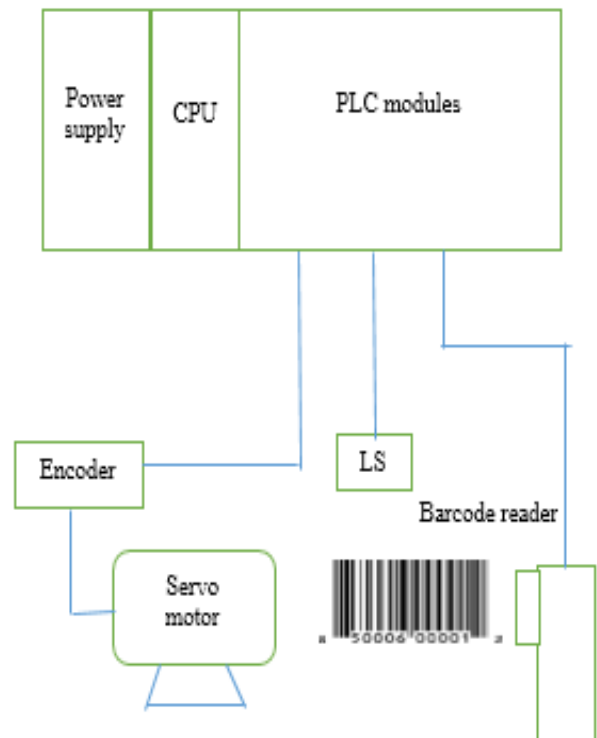 Power
supply
CPU
PLC modules
Encoder
LS
Barcode reader
Servo
motor
50006 00001